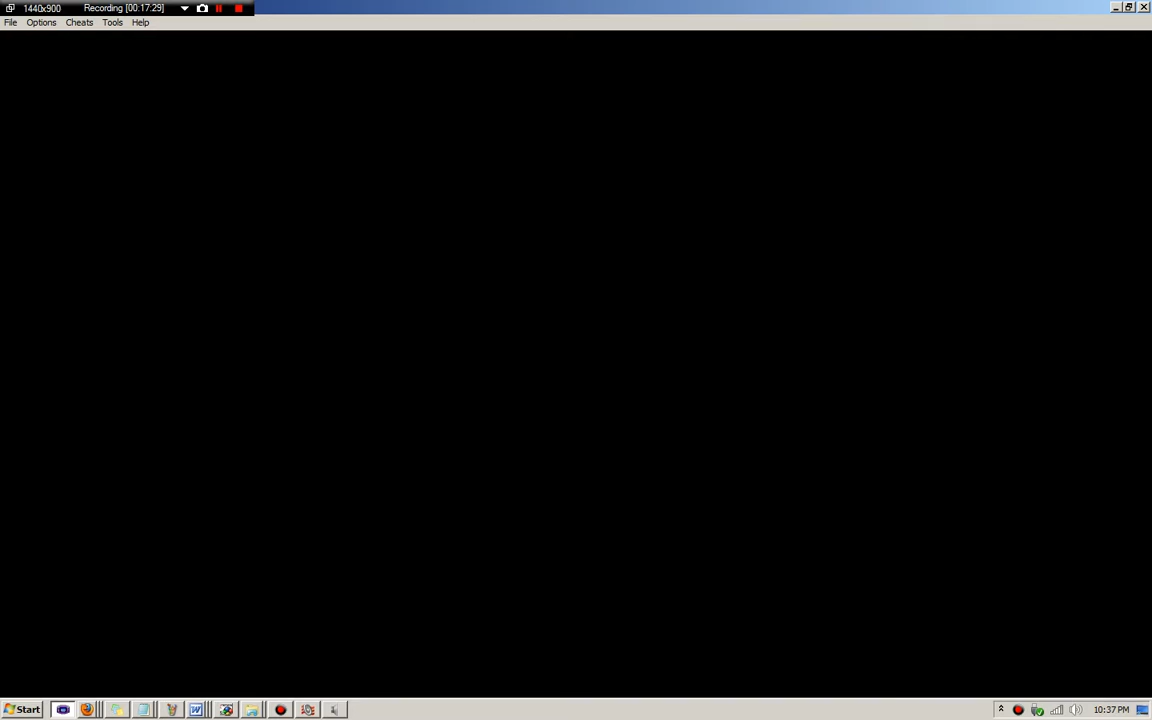 1440x900 Recording [00:17:29]
File Options Cheats Tools Help
Start W 10:37 PM